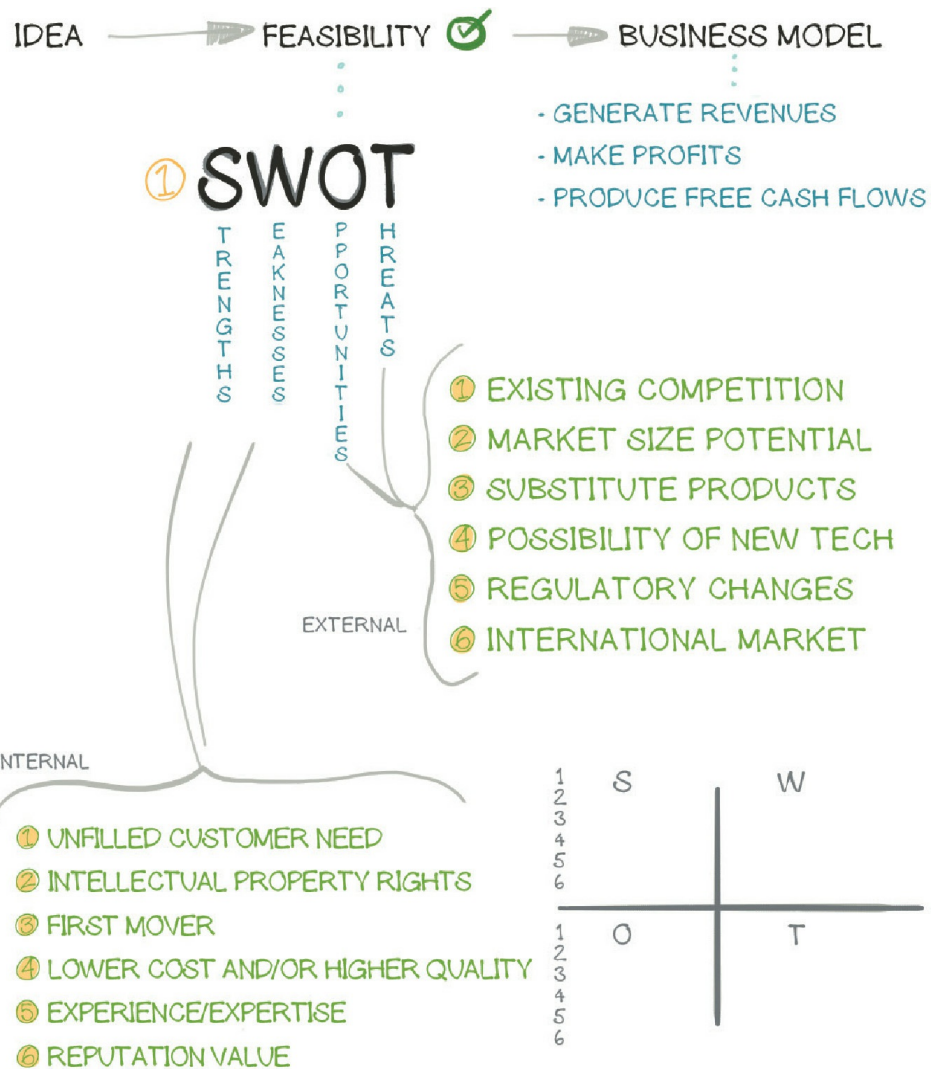 IDEA FEASIBILITY BUSINESS MODEL
- GENERATE REVENUES
- MAKE PROFITS
- PRODUCE FREE CASH FLOWS
1 SWOT
TRENGTHS
EAKNESSES
PPORTUNITIES
HREATS
1 EXISTING COMPETITION
2 MARKET SIZE POTENTIAL
3 SUBSTITUTE PRODUCTS
4 POSSIBILITY OF NEW TECH
5 REGULATORY CHANGES
6 INTERNATIONAL MARKET
EXTERNAL
NTERNAL
1 UNFILLED CUSTOMER NEED
2 INTELLECTUAL PROPERTY RIGHTS
3 FIRST MOVER
4 LOWER COST AND/OR HIGHER QUALITY
5 EXPERIENCE/EXPERTISE
6 REPUTATION VALUE
1 S W
2
3
4
5
6
1 O T
2
3
4
5
6